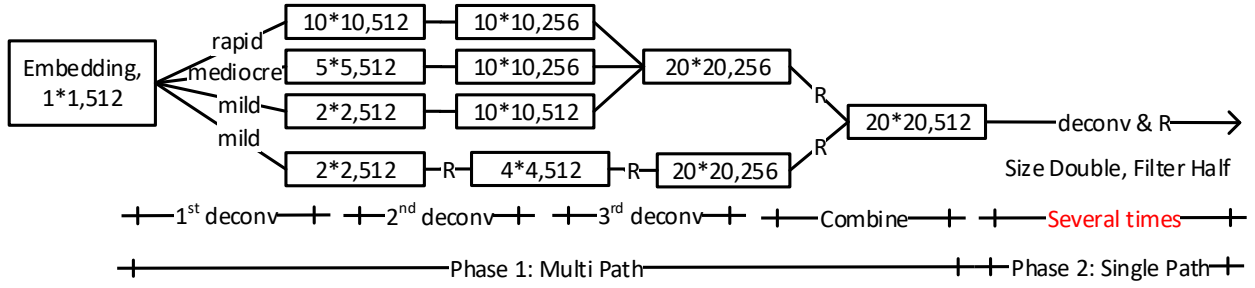 Embedding,
1*1,512
rapid
mediocre
mild
mild
10*10,512
10*10,256
5*5,512
10*10,256
20*20,256
2*2,512
10*10,512
2*2,512
R
4*4,512
R
20*20,256
R
R
20*20,512
deconv & R
Size Double, Filter Half
1st deconv
2nd deconv
3rd deconv
Combine
Several times
Phase 1: Multi Path
Phase 2: Single Path